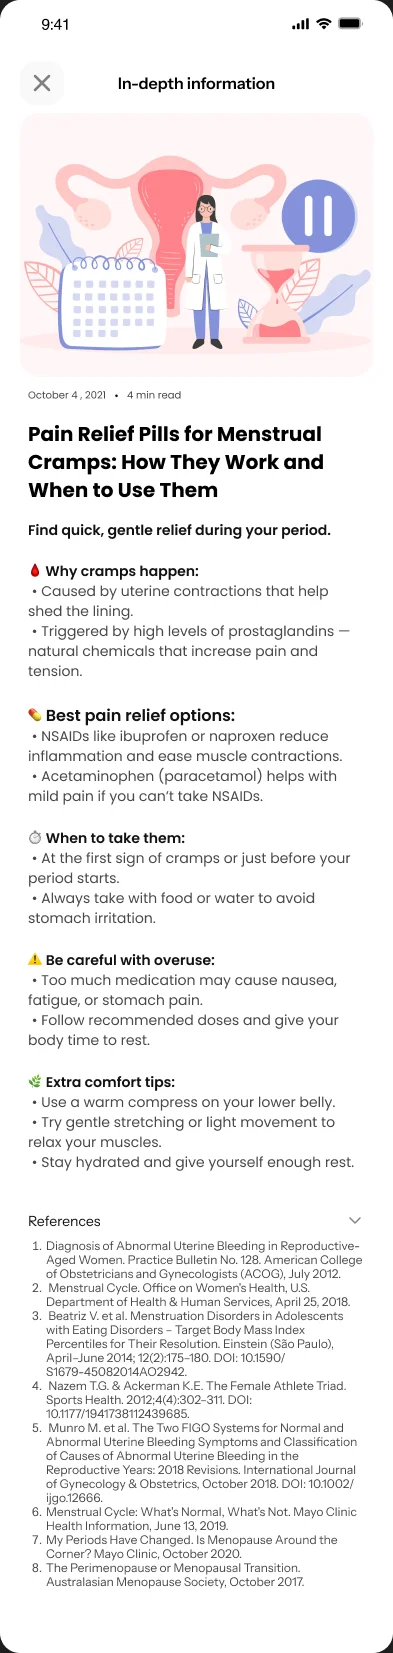 9:41
In-depth information
October 4 , 2021 • 4 min read
Pain Relief Pills for Menstrual
Cramps: How They Work and
When to Use Them
Find quick, gentle relief during your period.
🩸 Why cramps happen:
• Caused by uterine contractions that help
shed the lining.
• Triggered by high levels of prostaglandins —
natural chemicals that increase pain and
tension.
💊 Best pain relief options:
• NSAIDs like ibuprofen or naproxen reduce
inflammation and ease muscle contractions.
• Acetaminophen (paracetamol) helps with
mild pain if you can't take NSAIDs.
⏱ When to take them:
• At the first sign of cramps or just before your
period starts.
• Always take with food or water to avoid
stomach irritation.
⚠️ Be careful with overuse:
• Too much medication may cause nausea,
fatigue, or stomach pain.
• Follow recommended doses and give your
body time to rest.
🌿 Extra comfort tips:
• Use a warm compress on your lower belly.
• Try gentle stretching or light movement to
relax your muscles.
• Stay hydrated and give yourself enough rest.
References
1. Diagnosis of Abnormal Uterine Bleeding in Reproductive-
Aged Women. Practice Bulletin No. 128. American College
of Obstetricians and Gynecologists (ACOG), July 2012.
2. Menstrual Cycle. Office on Women's Health, U.S.
Department of Health & Human Services, April 25, 2018.
3. Beatriz V. et al. Menstruation Disorders in Adolescents
with Eating Disorders – Target Body Mass Index
Percentiles for Their Resolution. Einstein (São Paulo),
April–June 2014; 12(2):175–180. DOI: 10.1590/
S1679-45082014AO2942.
4. Nazem T.G. & Ackerman K.E. The Female Athlete Triad.
Sports Health. 2012;4(4):302–311. DOI:
10.1177/1941738112439685.
5. Munro M. et al. The Two FIGO Systems for Normal and
Abnormal Uterine Bleeding Symptoms and Classification
of Causes of Abnormal Uterine Bleeding in the
Reproductive Years: 2018 Revisions. International Journal
of Gynecology & Obstetrics, October 2018. DOI: 10.1002/
ijgo.12666.
6. Menstrual Cycle: What's Normal, What's Not. Mayo Clinic
Health Information, June 13, 2019.
7. My Periods Have Changed. Is Menopause Around the
Corner? Mayo Clinic, October 2020.
8. The Perimenopause or Menopausal Transition.
Australasian Menopause Society, October 2017.